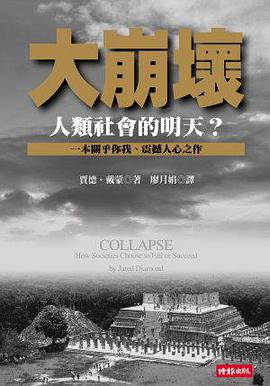 大崩壞
人類社會的明天？
一本關乎你我、震撼人心之作
賈德・戴蒙◎著 廖月娟◎譯
COLLAPSE
How Societies Choose to Fail or Succeed
by Jared Diamond
時報出版